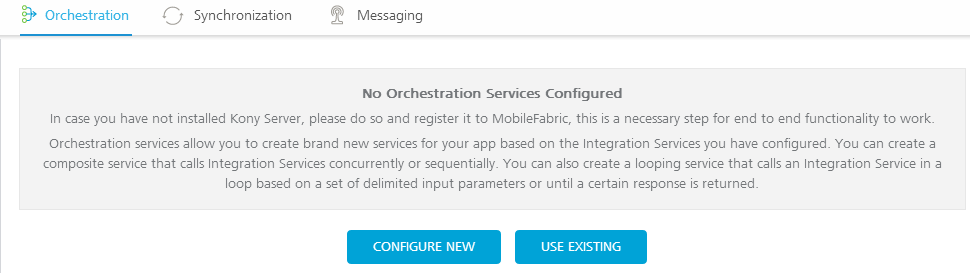 Orchestration Synchronization Messaging
No Orchestration Services Configured
In case you have not installed Kony Server, please do so and register it to MobileFabric, this is a necessary step for end to end functionality to work.
Orchestration services allow you to create brand new services for your app based on the Integration Services you have configured. You can create a
composite service that calls Integration Services concurrently or sequentially. You can also create a looping service that calls an Integration Service in a
loop based on a set of delimited input parameters or until a certain response is returned.
CONFIGURE NEW USE EXISTING